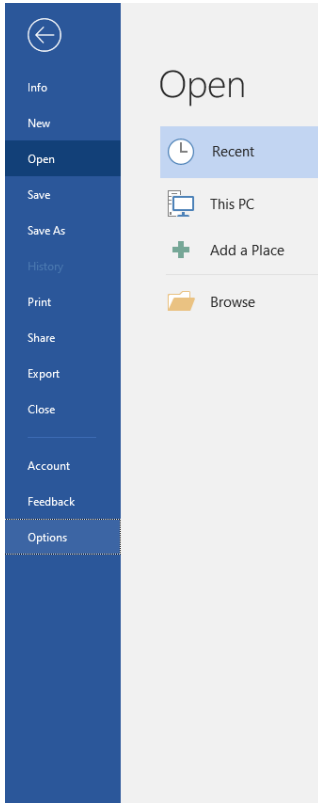 Info
New
Open
Save
Save As
History
Print
Share
Export
Close
Account
Feedback
Options
Open
Recent
This PC
Add a Place
Browse